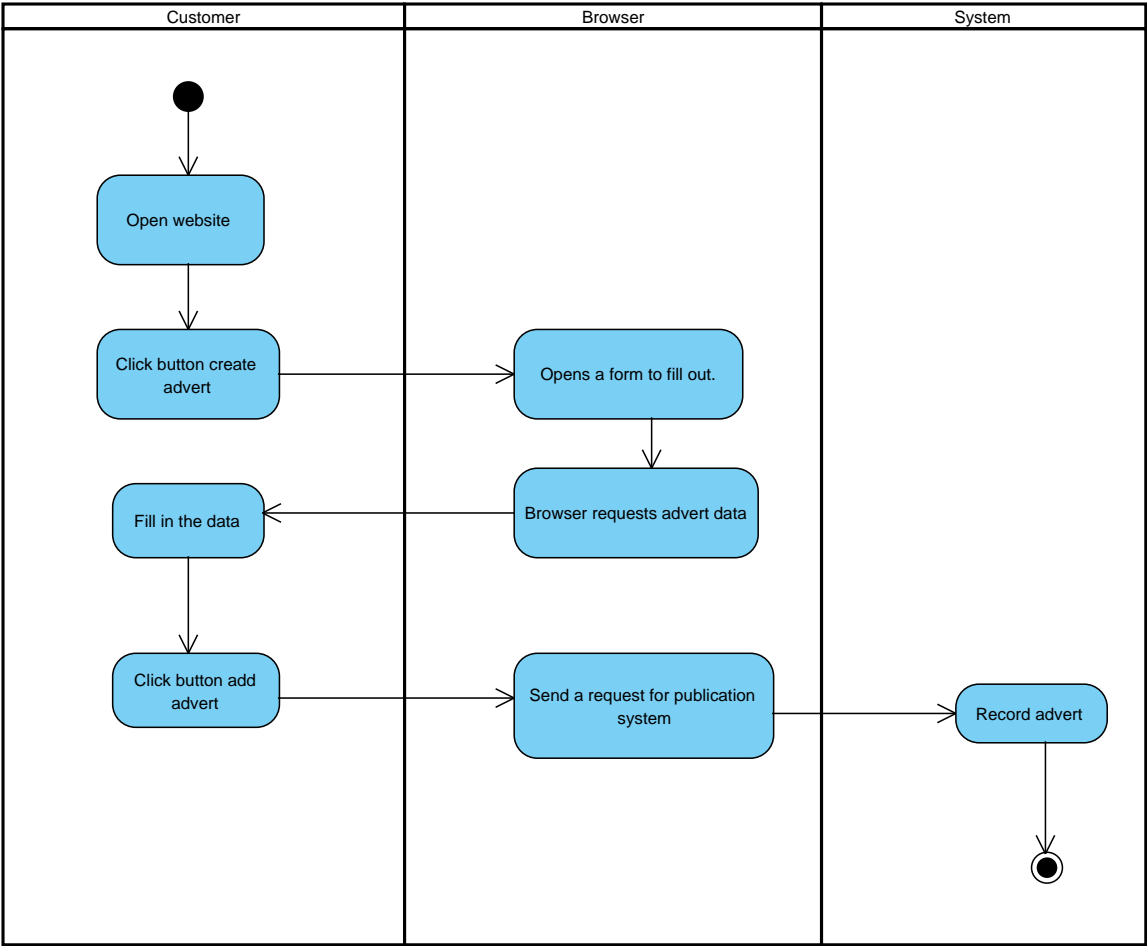 Customer
Browser
System
Open website
Click button create
advert
Opens a form to fill out.
Browser requests advert data
Fill in the data
Click button add
advert
Send a request for publication
system
Record advert